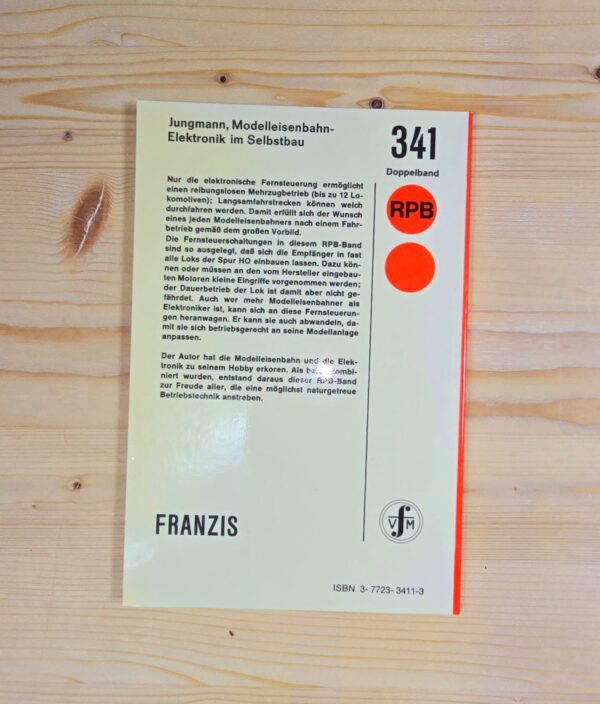 Jungmann, Modelleisenbahn-
Elektronik im Selbstbau
341
Doppelband
RPB
Nur die elektronische Fernsteuerung ermöglicht
einen reibungslosen Mehrzugbetrieb (bis zu 12 Lo-
komotiven); Langsamfahrstrecken können weich
durchfahren werden. Damit erfüllt sich der Wunsch
eines jeden Modelleisenbahners nach einem Fahr-
betrieb gemäß dem großen Vorbild.
Die Fernsteuerschaltungen in diesem RPB-Band
sind so ausgelegt, daß sich die Empfänger in fast
alle Loks der Spur HO einbauen lassen. Dazu kön-
nen oder müssen an den vom Hersteller eingebau-
ten Motoren kleine Eingriffe vorgenommen werden;
der Dauerbetrieb der Lok ist damit aber nicht ge-
fährdet. Auch wer mehr Modelleisenbahner als
Elektroniker ist, kann sich an diese Fernsteuerun-
gen heranwagen. Er kann sie auch abwandeln, da-
mit sie sich betriebsgerecht an seine Modellanlage
anpassen.
Der Autor hat die Modelleisenbahn und die Elek-
tronik zu seinem Hobby erkoren. Als kombi-
niert wurden, entstand daraus dieser RPB-Band
zur Freude aller, die eine möglichst naturgetreue
Betriebstechnik anstreben.
FRANZIS
VfM
ISBN 3-7723-3411-3